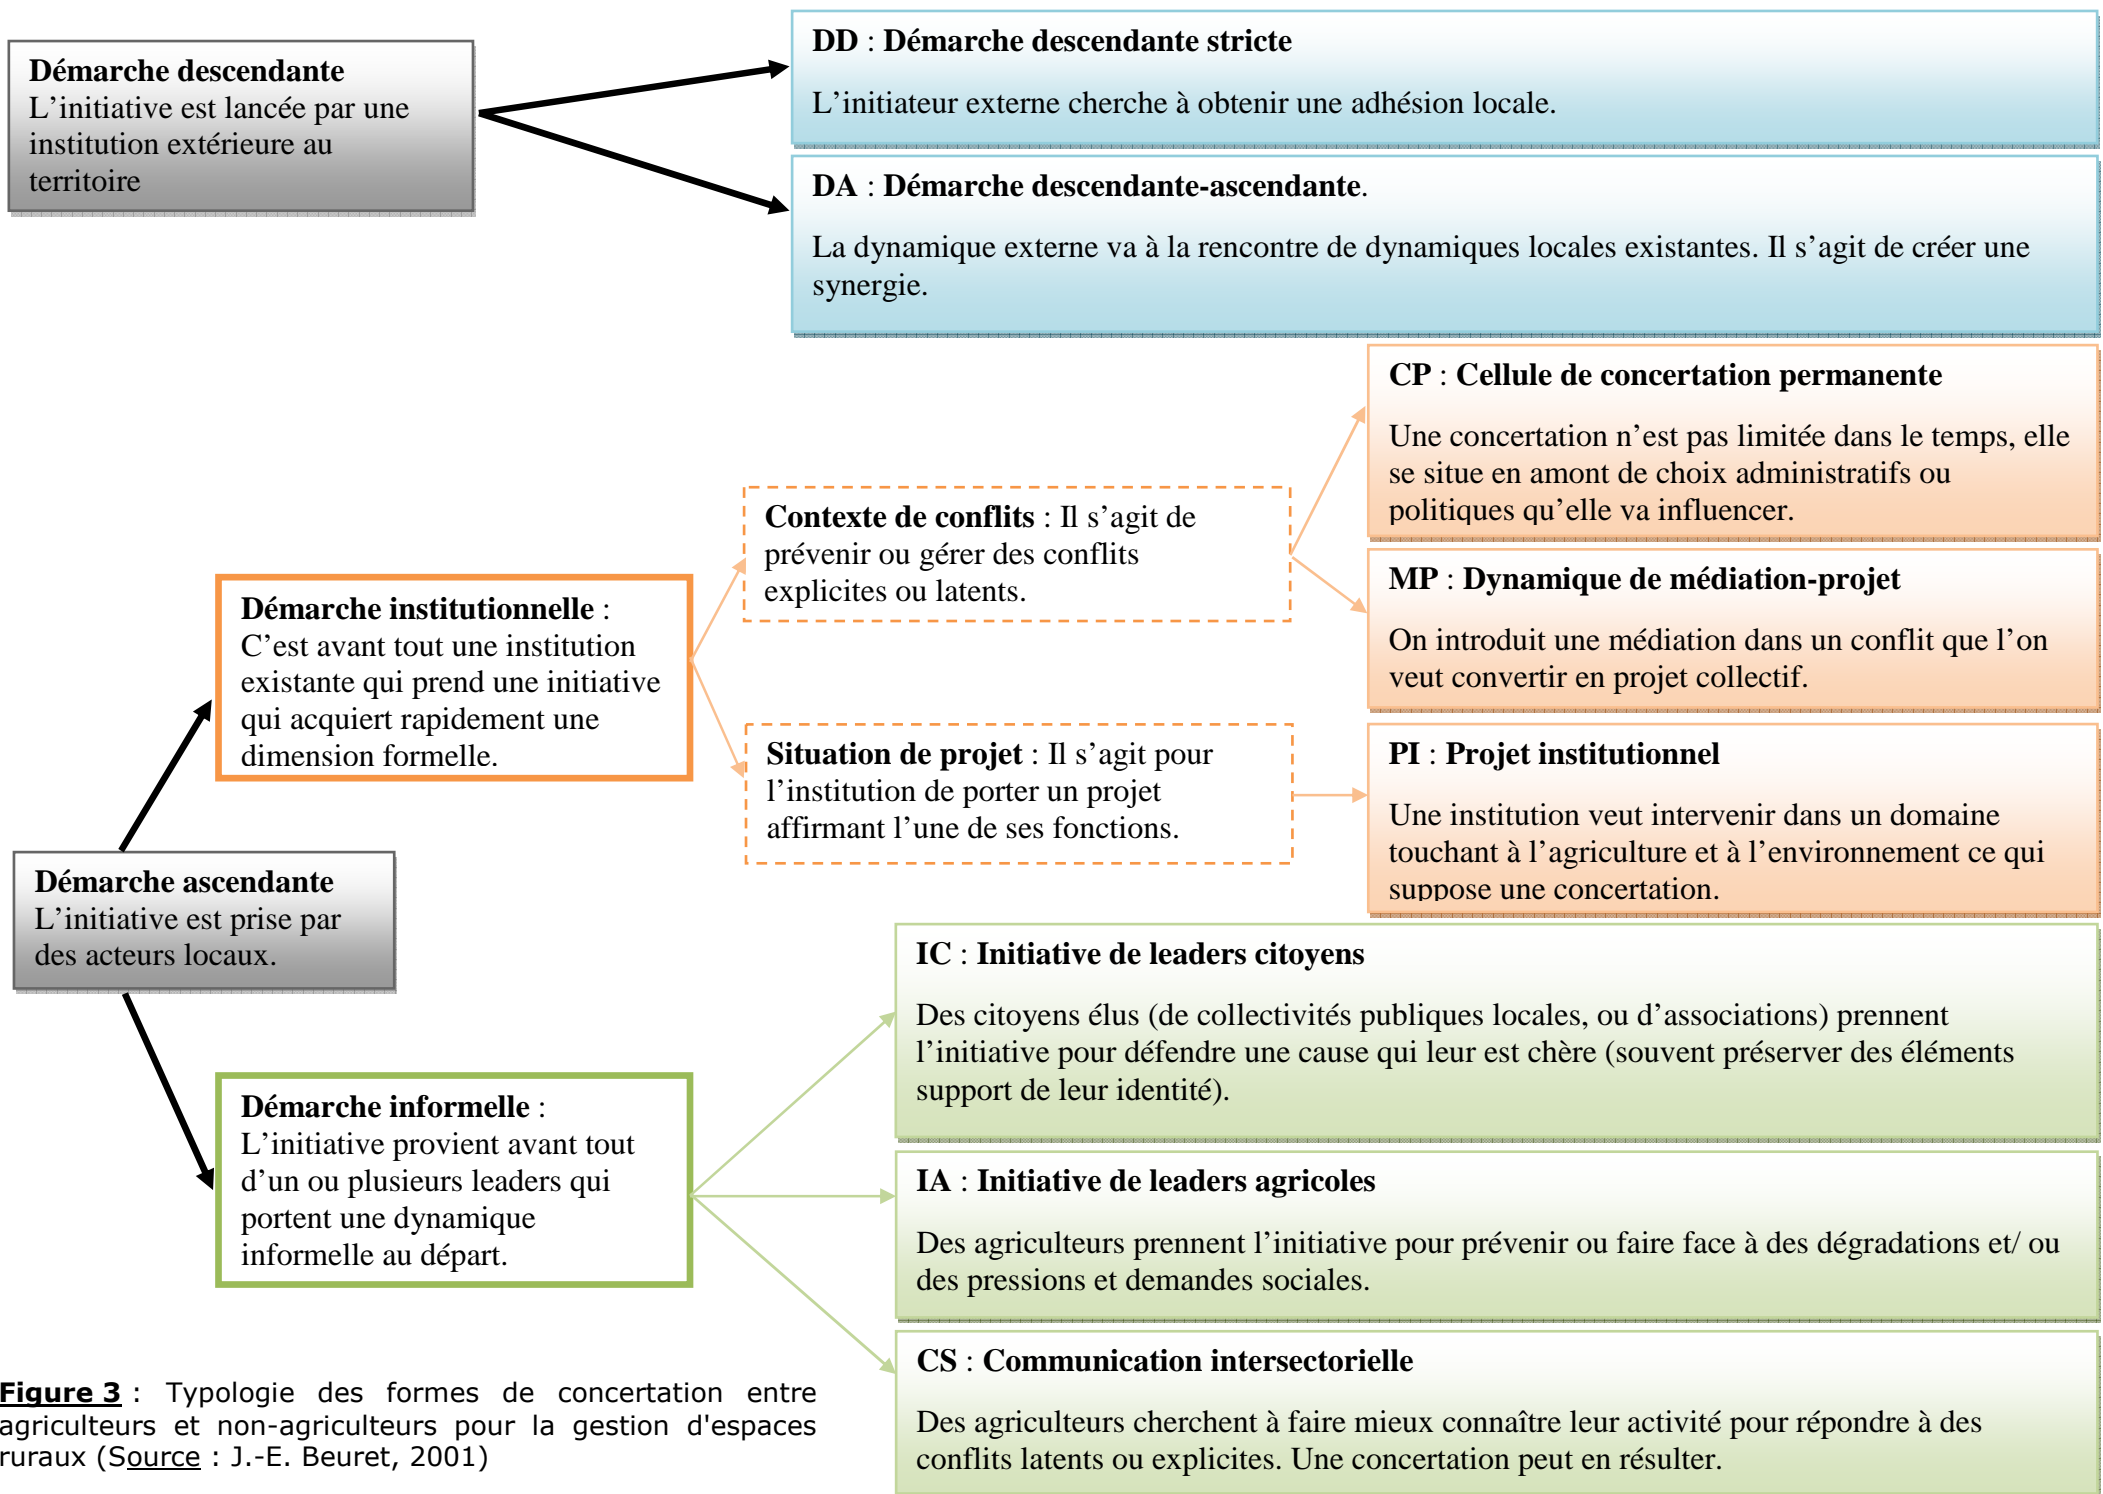 Démarche descendante
L’initiative est lancée par une
institution extérieure au
territoire
DD : Démarche descendante stricte
L’initiateur externe cherche à obtenir une adhésion locale.
DA : Démarche descendante-ascendante.
La dynamique externe va à la rencontre de dynamiques locales existantes. Il s’agit de créer une
synergie.
Démarche ascendante
L’initiative est prise par
des acteurs locaux.
Démarche institutionnelle :
C’est avant tout une institution
existante qui prend une initiative
qui acquiert rapidement une
dimension formelle.
Contexte de conflits : Il s’agit de
prévenir ou gérer des conflits
explicites ou latents.
CP : Cellule de concertation permanente
Une concertation n’est pas limitée dans le temps, elle
se situe en amont de choix administratifs ou
politiques qu’elle va influencer.
MP : Dynamique de médiation-projet
On introduit une médiation dans un conflit que l’on
veut convertir en projet collectif.
Situation de projet : Il s’agit pour
l’institution de porter un projet
affirmant l’une de ses fonctions.
PI : Projet institutionnel
Une institution veut intervenir dans un domaine
touchant à l’agriculture et à l’environnement ce qui
suppose une concertation.
Démarche informelle :
L’initiative provient avant tout
d’un ou plusieurs leaders qui
portent une dynamique
informelle au départ.
IC : Initiative de leaders citoyens
Des citoyens élus (de collectivités publiques locales, ou d’associations) prennent
l’initiative pour défendre une cause qui leur est chère (souvent préserver des éléments
support de leur identité).
IA : Initiative de leaders agricoles
Des agriculteurs prennent l’initiative pour prévenir ou faire face à des dégradations et/ ou
des pressions et demandes sociales.
CS : Communication intersectorielle
Des agriculteurs cherchent à faire mieux connaître leur activité pour répondre à des
conflits latents ou explicites. Une concertation peut en résulter.
Figure 3 : Typologie des formes de concertation entre
agriculteurs et non-agriculteurs pour la gestion d'espaces
ruraux (Source : J.-E. Beuret, 2001)